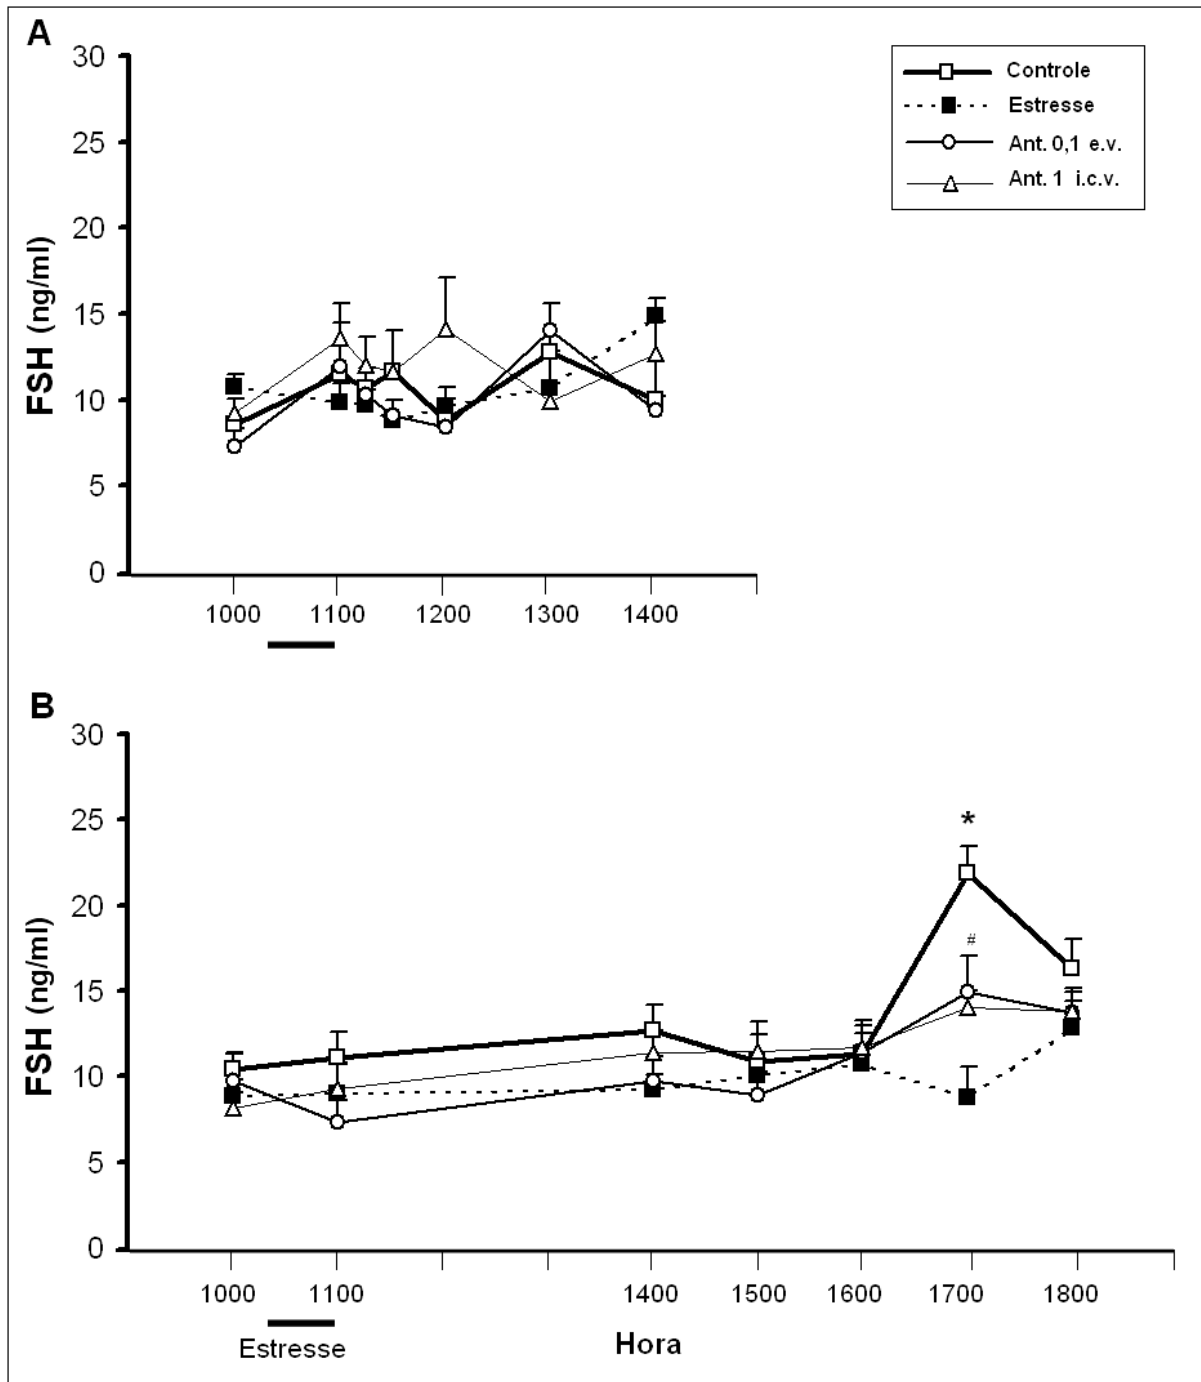 A
30
25
20
15
10
5
0
FSH (ng/ml)
Controle
Estresse
Ant. 0,1 e.v.
Ant. 1 i.c.v.
1000 1100 1200 1300 1400
B
30
25
20
15
10
5
0
FSH (ng/ml)
*
#
1000 1100 1400 1500 1600 1700 1800
Estresse
Hora